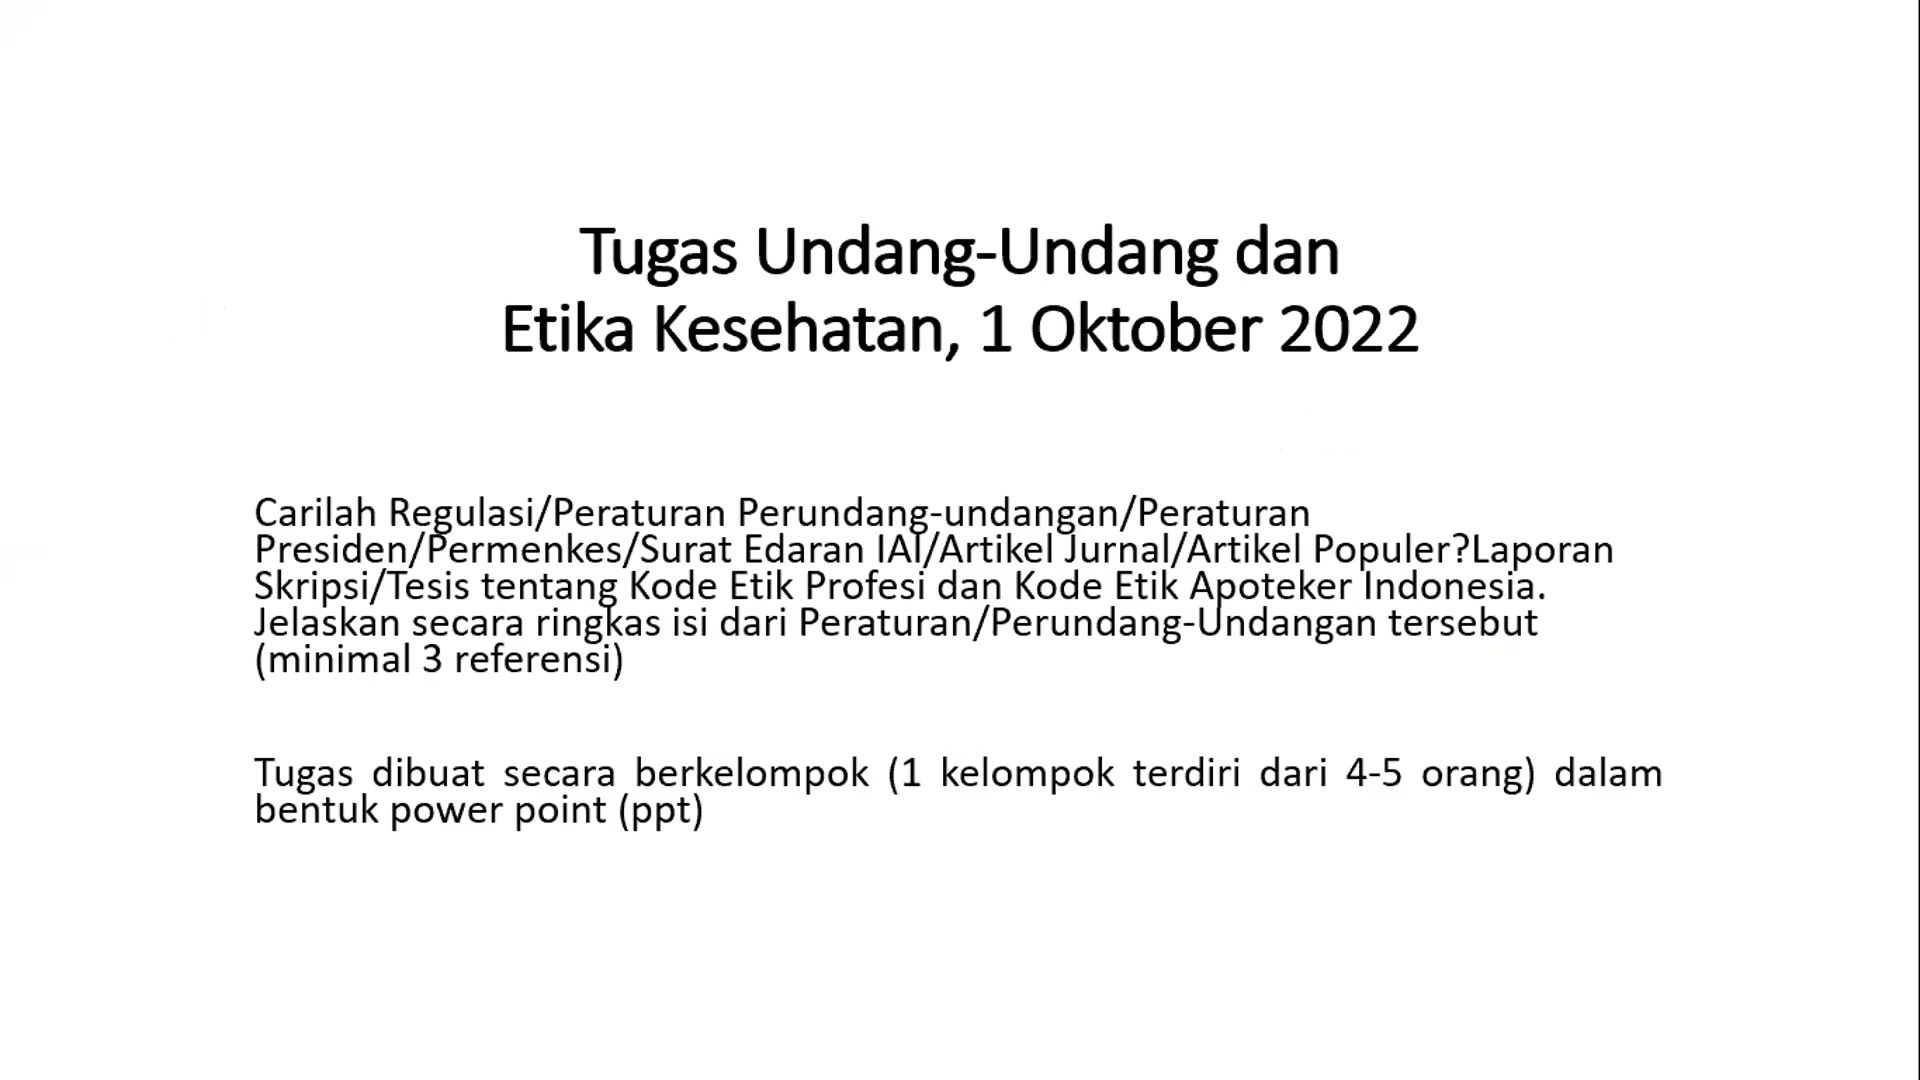 Tugas Undang-Undang dan
Etika Kesehatan, 1 Oktober 2022
Carilah Regulasi/Peraturan Perundang-undangan/Peraturan
Presiden/Permenkes/Surat Edaran IAI/Artikel Jurnal/Artikel Populer?Laporan
Skripsi/Tesis tentang Kode Etik Profesi dan Kode Etik Apoteker Indonesia.
Jelaskan secara ringkas isi dari Peraturan/Perundang-Undangan tersebut
(minimal 3 referensi)
Tugas dibuat secara berkelompok (1 kelompok terdiri dari 4-5 orang) dalam
bentuk power point (ppt)